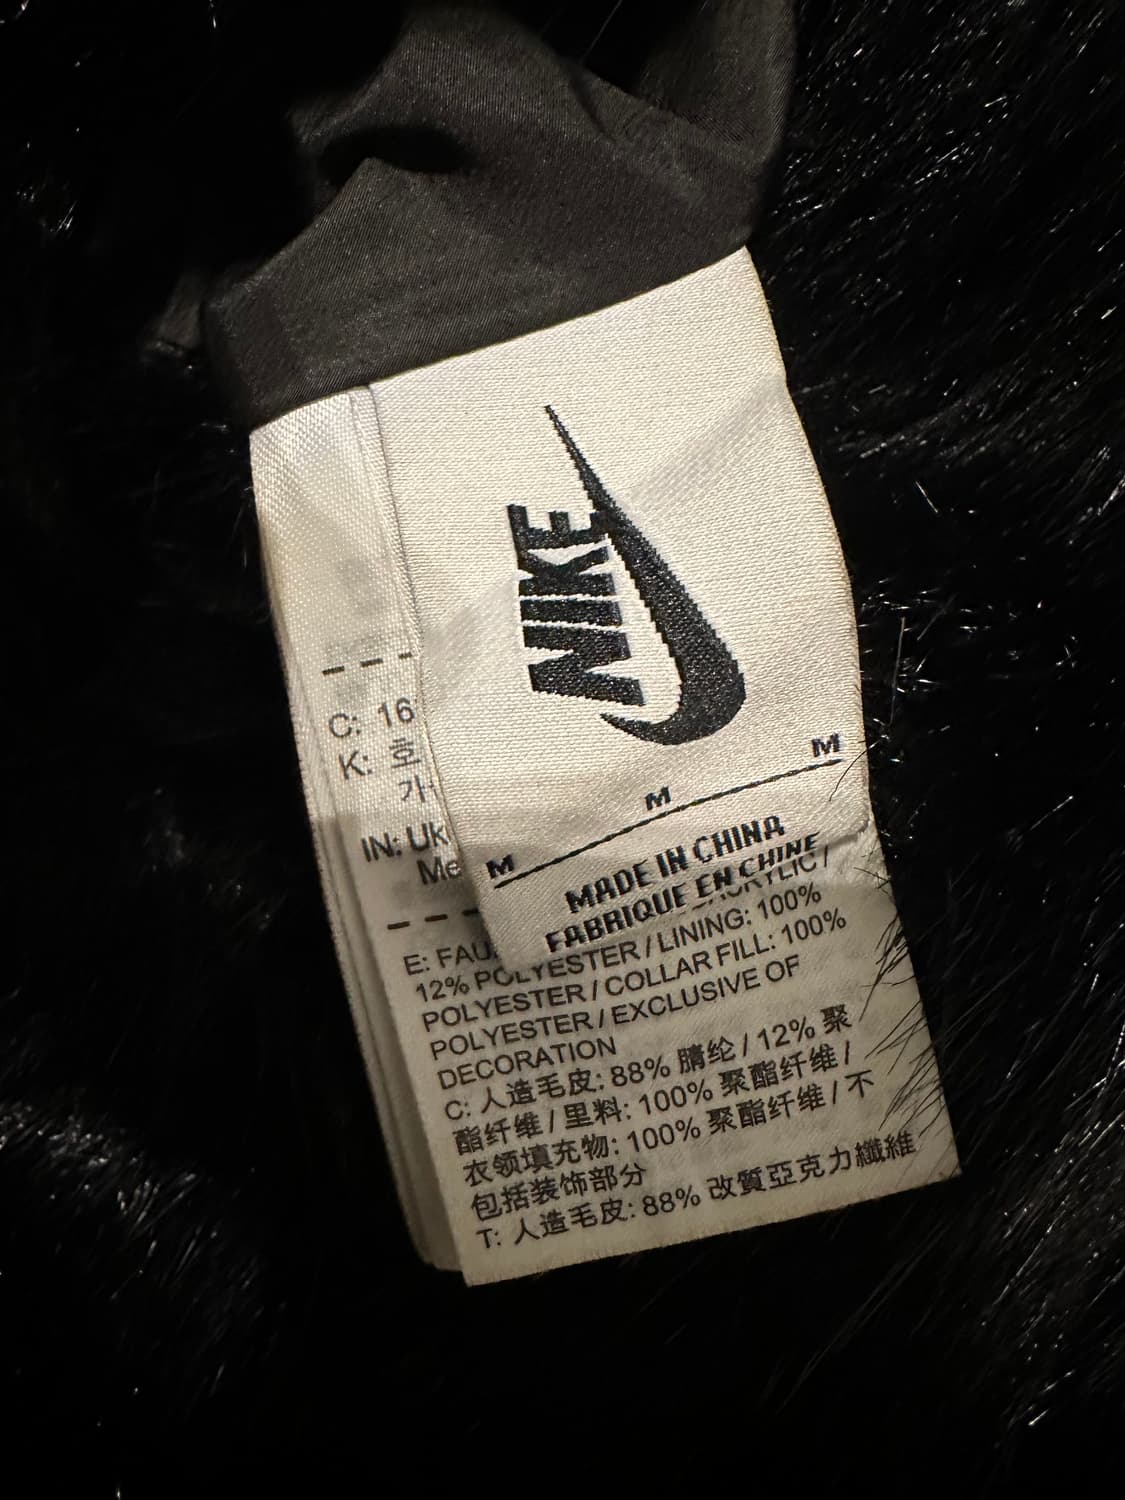 NIKE
M M M
MADE IN CHINA
FABRIQUE EN CHINE
C: 16
K: 호
가
IN: Uk
Me
E: FAU
12% POLYESTER / LINING: 100%
POLYESTER / COLLAR FILL: 100%
POLYESTER / EXCLUSIVE OF
DECORATION
C: 人造毛皮: 88% 腈纶 / 12% 聚
酯纤维 / 里料: 100% 聚酯纤维 /
衣领填充物: 100% 聚酯纤维 / 不
包括装饰部分
T: 人造毛皮: 88% 改質亞克力纖維